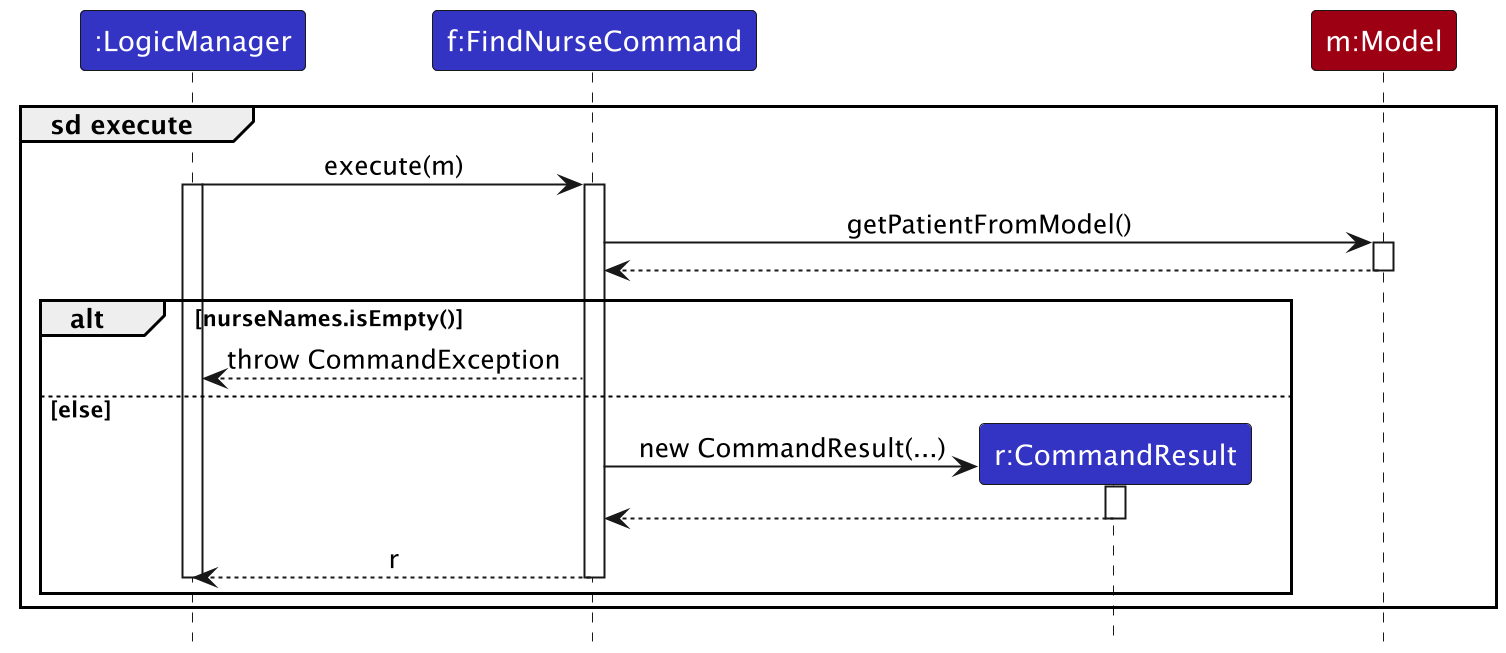 :LogicManager
f:FindNurseCommand
m:Model
sd execute
execute(m)
getPatientFromModel()
alt
[nurseNames.isEmpty()]
throw CommandException
[else]
new CommandResult(...)
r:CommandResult
r